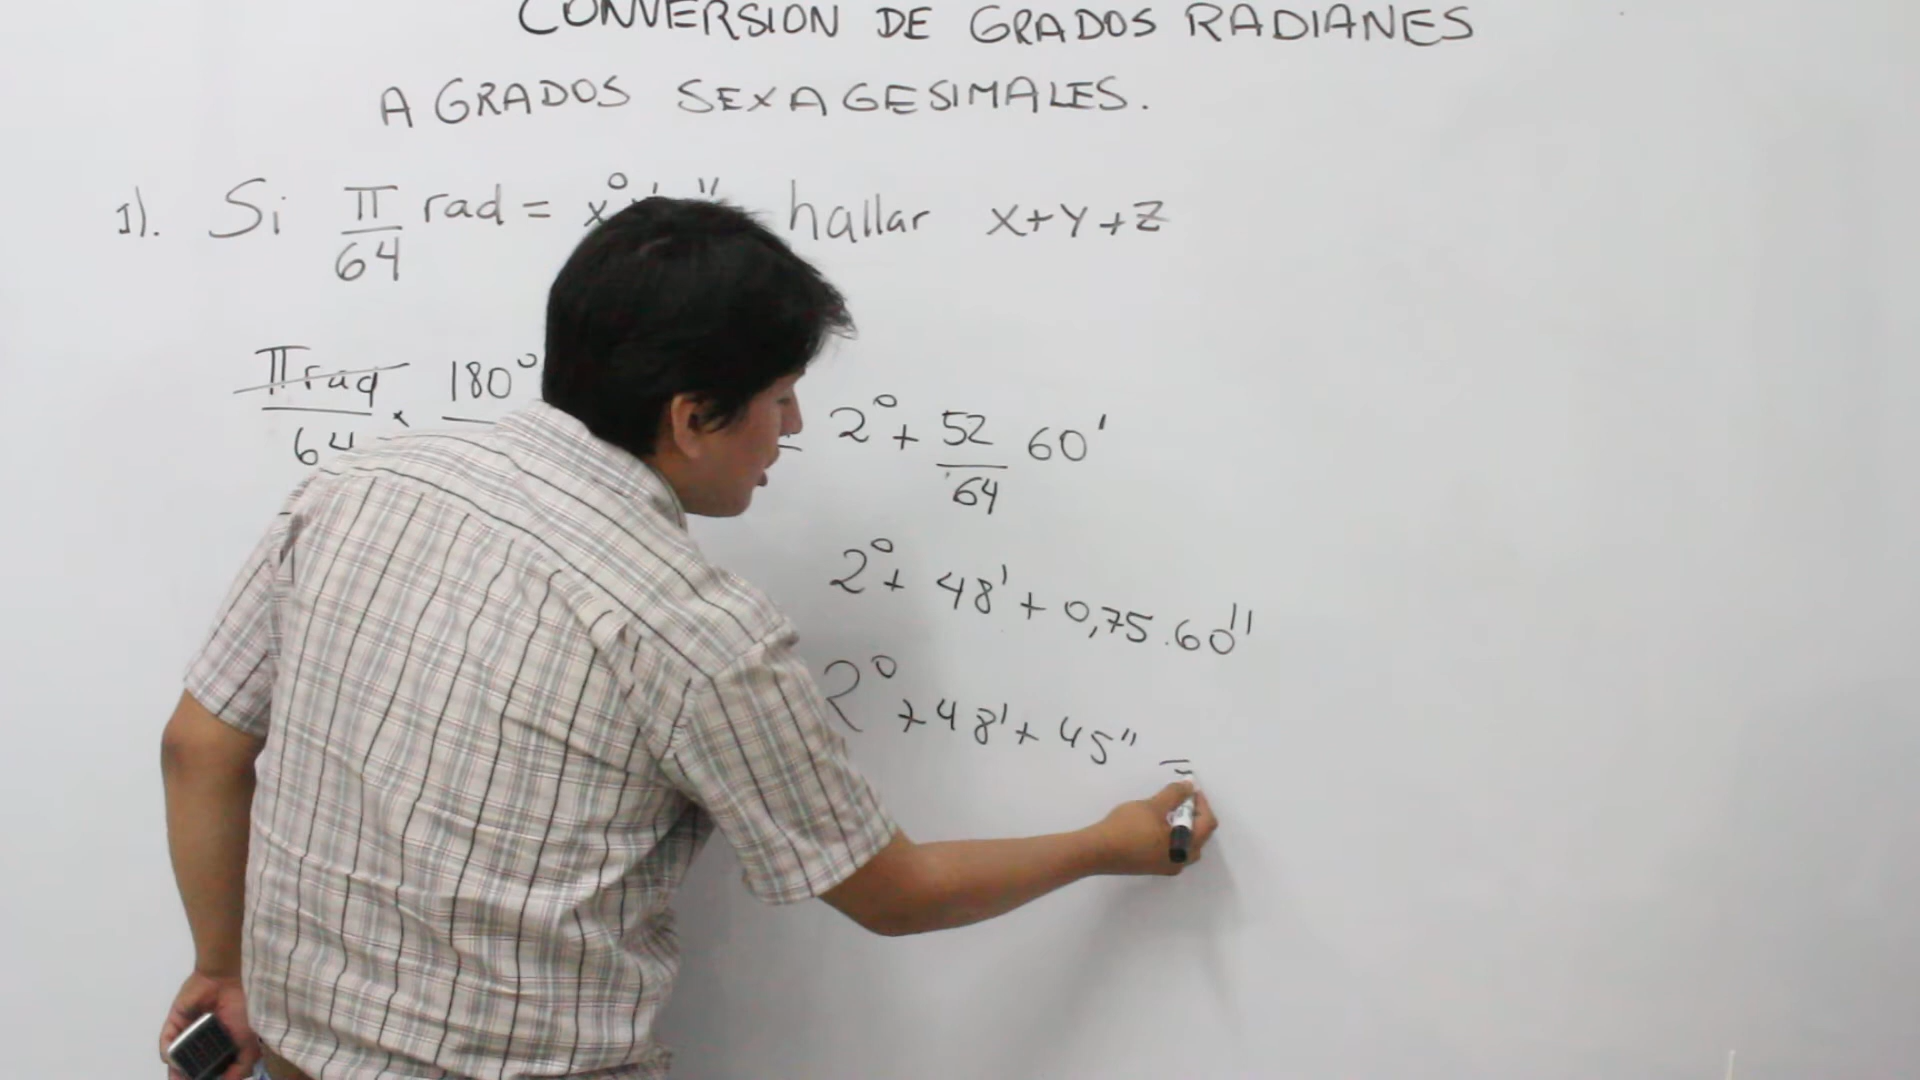 CONVERSION DE GRADOS RADIANES
A GRADOS SEXAGESIMALES.
1). Si π/64 rad = x° hallar x+y+z
π rad/64 × 180° = 2° + 52/64 60'
2° + 48' + 0,75.60''
2° + 48' + 45'' =